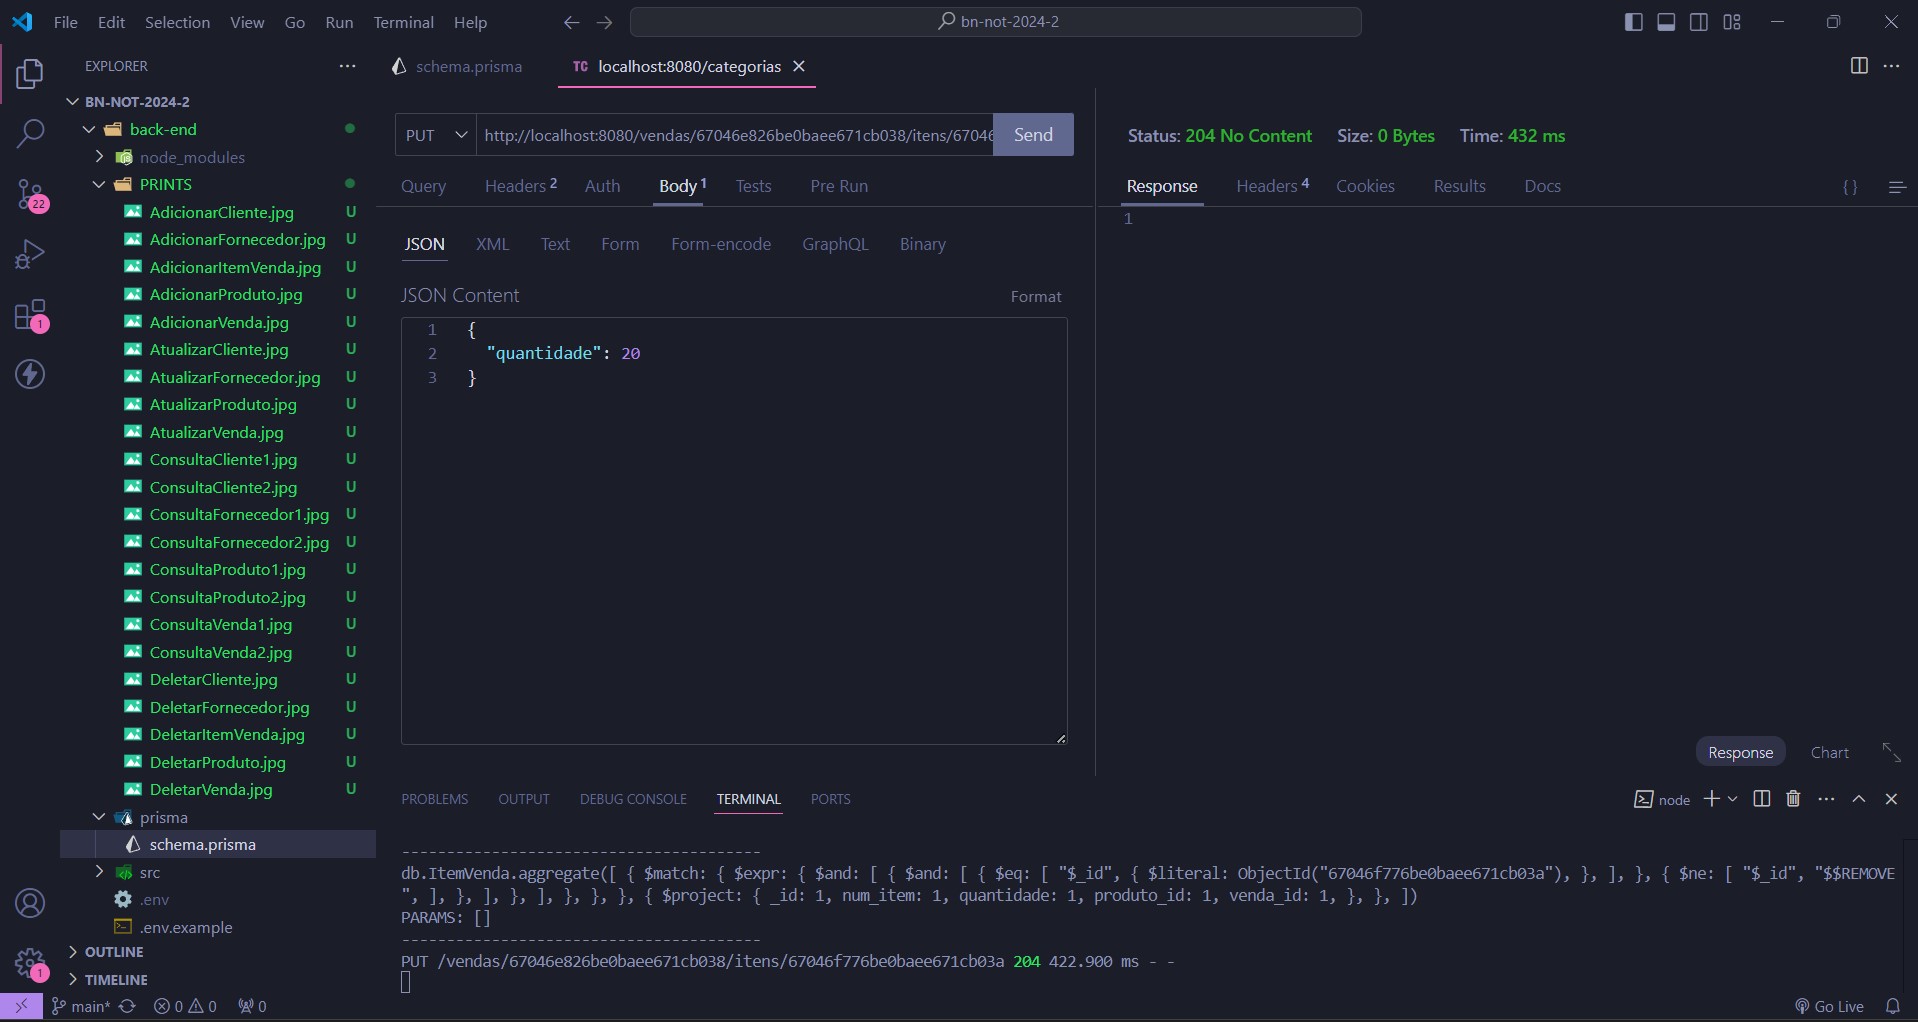 File Edit Selection View Go Run Terminal Help
bn-not-2024-2
EXPLORER
BN-NOT-2024-2
back-end
node_modules
PRINTS
AdicionarCliente.jpg U
AdicionarFornecedor.jpg U
AdicionarItemVenda.jpg U
AdicionarProduto.jpg U
AdicionarVenda.jpg U
AtualizarCliente.jpg U
AtualizarFornecedor.jpg U
AtualizarProduto.jpg U
AtualizarVenda.jpg U
ConsultaCliente1.jpg U
ConsultaCliente2.jpg U
ConsultaFornecedor1.jpg U
ConsultaFornecedor2.jpg U
ConsultaProduto1.jpg U
ConsultaProduto2.jpg U
ConsultaVenda1.jpg U
ConsultaVenda2.jpg U
DeletarCliente.jpg U
DeletarFornecedor.jpg U
DeletarItemVenda.jpg U
DeletarProduto.jpg U
DeletarVenda.jpg U
prisma
schema.prisma
src
.env
.env.example
OUTLINE
TIMELINE
22
1
1
schema.prisma
TC localhost:8080/categorias
PUT http://localhost:8080/vendas/67046e826be0baee671cb038/itens/67046 Send
Query Headers 2 Auth Body 1 Tests Pre Run
JSON XML Text Form Form-encode GraphQL Binary
JSON Content Format
1 {
2 "quantidade": 20
3 }
Status: 204 No Content Size: 0 Bytes Time: 432 ms
Response Headers 4 Cookies Results Docs { }
1
Response Chart
PROBLEMS OUTPUT DEBUG CONSOLE TERMINAL PORTS
node
----------------------------------------
db.ItemVenda.aggregate([ { $match: { $expr: { $and: [ { $and: [ { $eq: [ "$_id", { $literal: ObjectId("67046f776be0baee671cb03a"), }, ], }, { $ne: [ "$_id", "$$REMOVE
", ], }, ], }, ], }, }, }, { $project: { _id: 1, num_item: 1, quantidade: 1, produto_id: 1, venda_id: 1, }, }, ])
PARAMS: []
----------------------------------------
PUT /vendas/67046e826be0baee671cb038/itens/67046f776be0baee671cb03a 204 422.900 ms - -
main* 0 0 0
Go Live